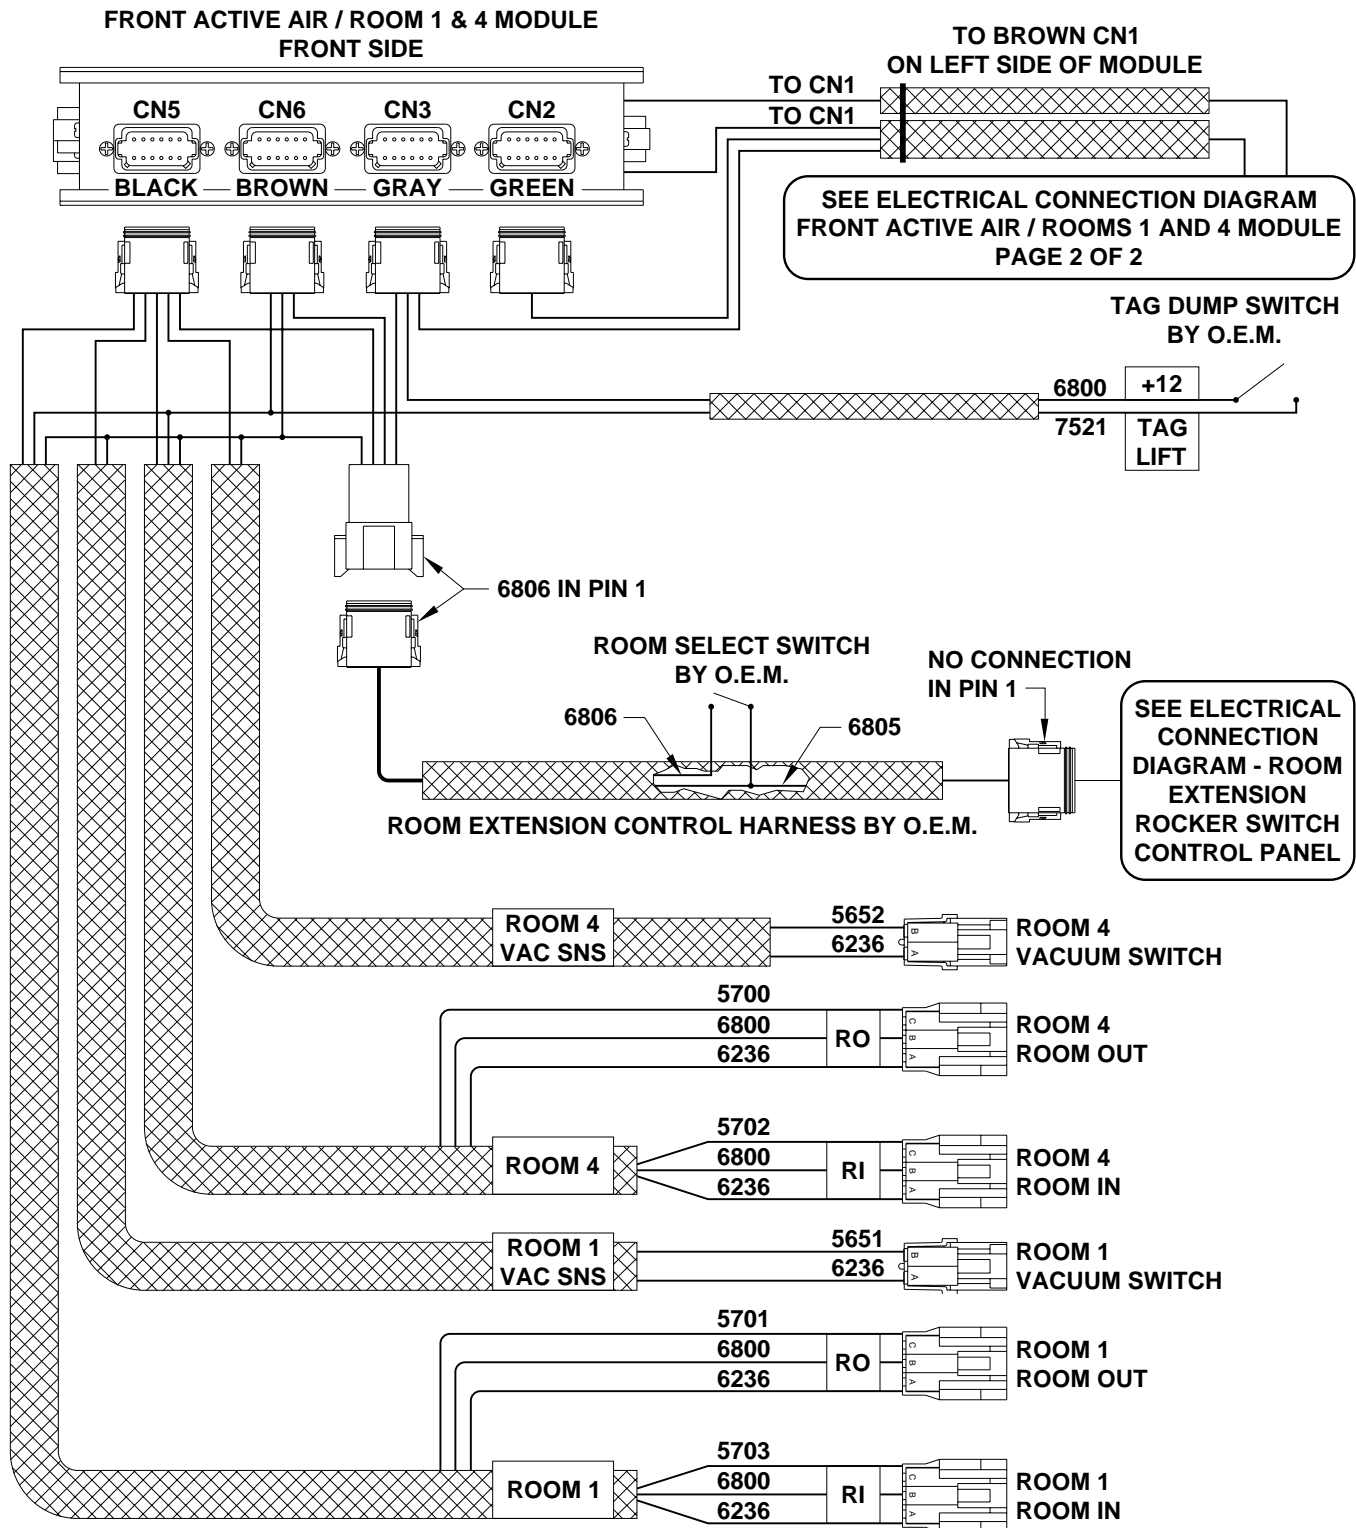 FRONT ACTIVE AIR / ROOM 1 & 4 MODULE
FRONT SIDE
TO BROWN CN1
ON LEFT SIDE OF MODULE
TO CN1
TO CN1
CN5 CN6 CN3 CN2
BLACK BROWN GRAY GREEN
SEE ELECTRICAL CONNECTION DIAGRAM
FRONT ACTIVE AIR / ROOMS 1 AND 4 MODULE
PAGE 2 OF 2
TAG DUMP SWITCH
BY O.E.M.
6800 +12
7521 TAG
LIFT
6806 IN PIN 1
ROOM SELECT SWITCH
BY O.E.M.
6806
6805
NO CONNECTION
IN PIN 1
SEE ELECTRICAL
CONNECTION
DIAGRAM - ROOM
EXTENSION
ROCKER SWITCH
CONTROL PANEL
ROOM EXTENSION CONTROL HARNESS BY O.E.M.
ROOM 4
VAC SNS
5652
6236
B
A
ROOM 4
VACUUM SWITCH
5700
6800
6236
RO
C
B
A
ROOM 4
ROOM OUT
ROOM 4
5702
6800
6236
RI
C
B
A
ROOM 4
ROOM IN
ROOM 1
VAC SNS
5651
6236
B
A
ROOM 1
VACUUM SWITCH
5701
6800
6236
RO
C
B
A
ROOM 1
ROOM OUT
ROOM 1
5703
6800
6236
RI
C
B
A
ROOM 1
ROOM IN